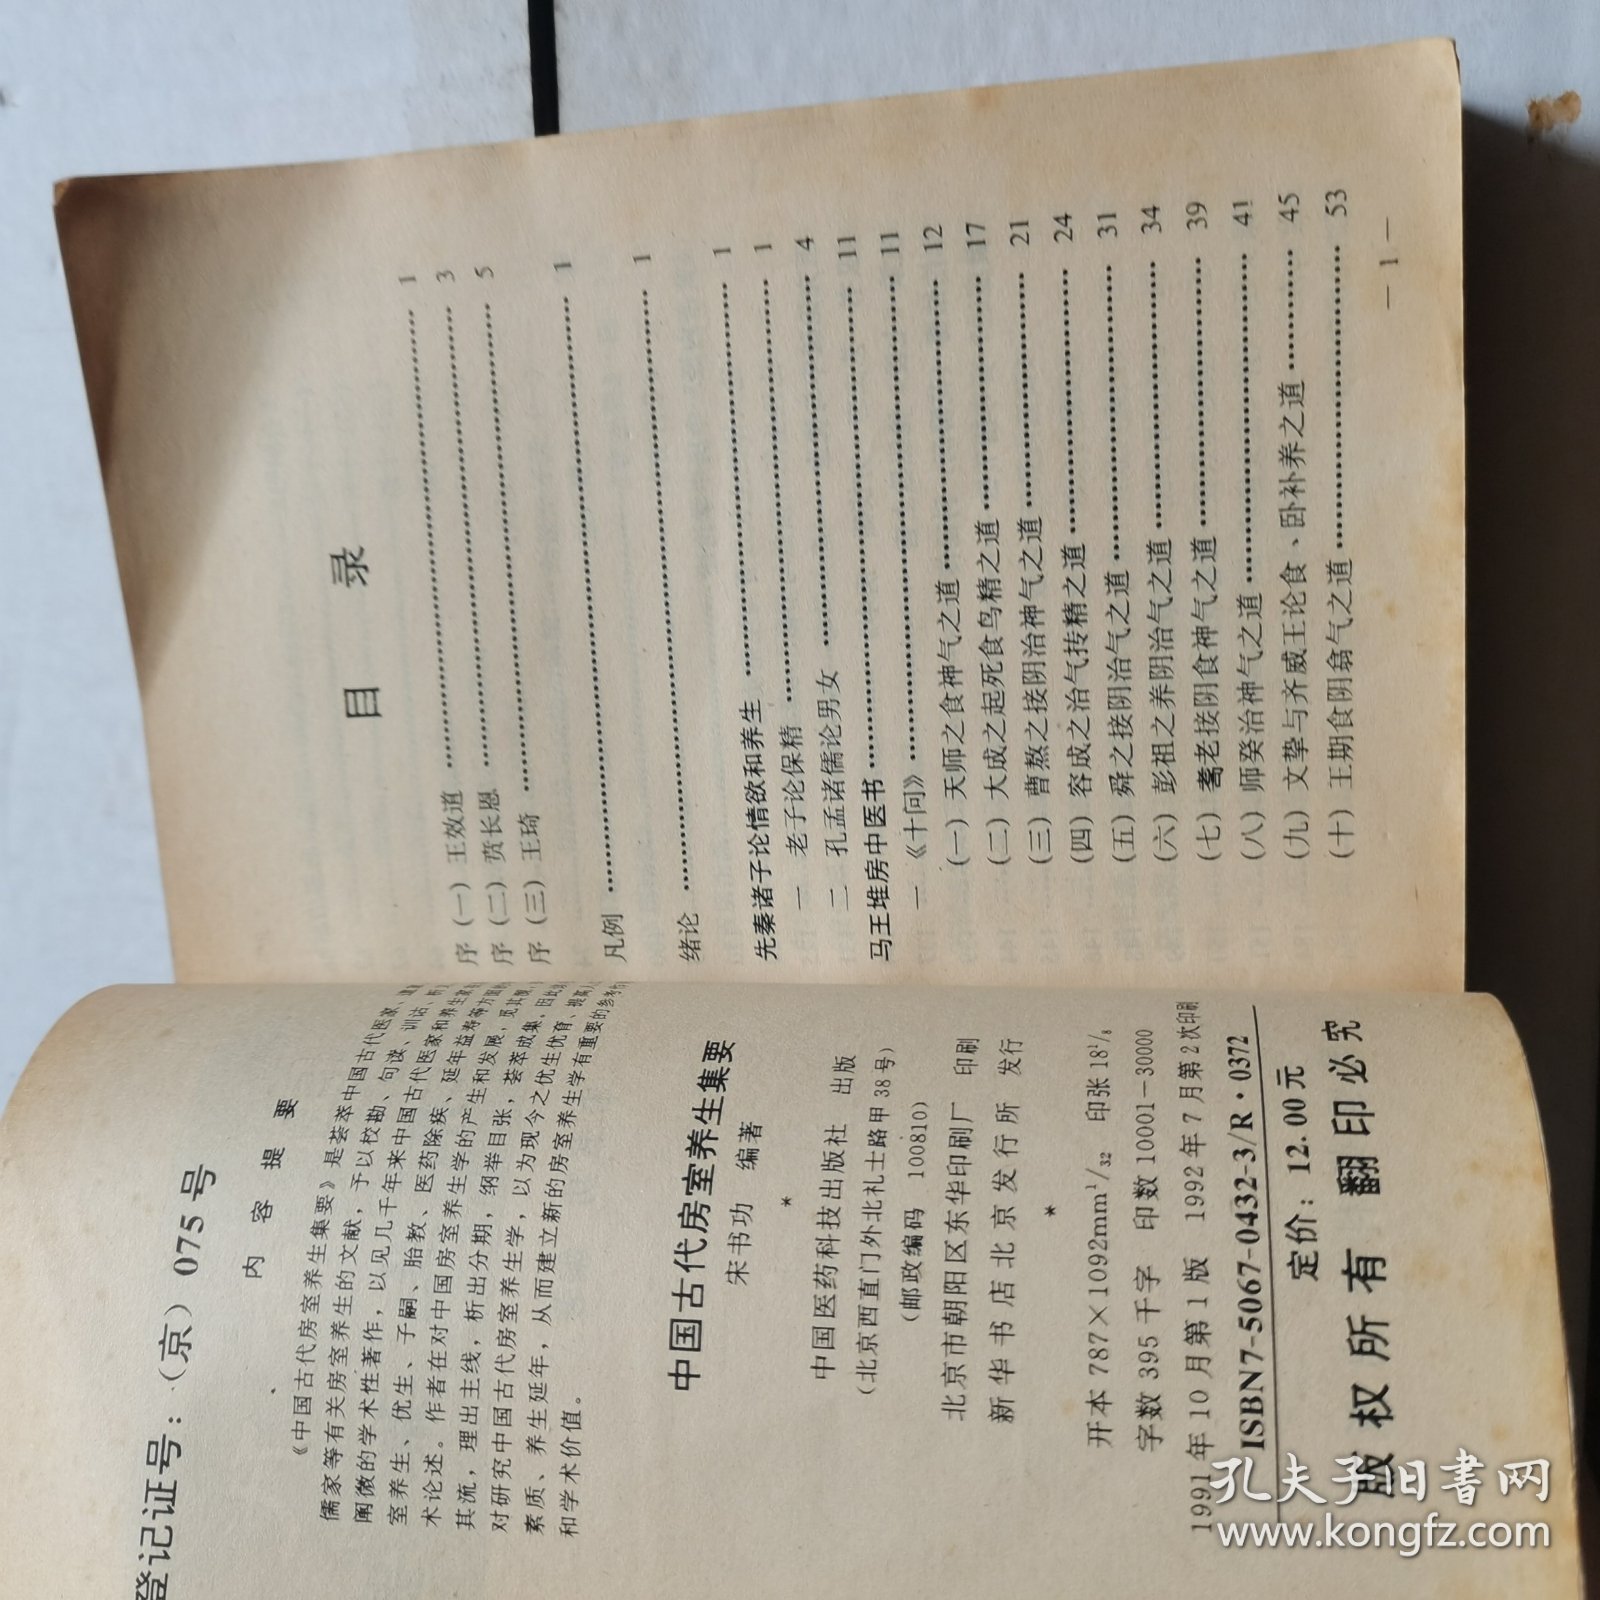 登记证号：（京）075号
内容提要
《中国古代房室养生集要》是荟萃中国古代医家、道
儒家等有关房室养生的文献，予以校勘、句读、训诂、析
阐微的学术性著作，以见几千年来中国古代医家和养生家
室养生、优生、子嗣、胎教、医药除疾、延年益寿等方面
术论述。作者在对中国房室养生学的产生和发展，觅其
其流，理出主线，析出分期，纲举目张，荟萃成集，因此
对研究中国古代房室养生学，以为现今之优生优育、提高
素质、养生延年，从而建立新的房室养生学有重要的参考
和学术价值。
中国古代房室养生集要
宋书功 编著
*
中国医药科技出版社 出版
（北京西直门外北礼士路甲38号）
（邮政编码 100810）
北京市朝阳区东华印刷厂 印刷
新华书店北京发行所 发行
*
开本 787×1092mm 1/32 印张 18 1/8
字数 395千字 印数 10001—30000
1991年10月第1版 1992年7月第2次印刷
ISBN7-5067-0432-3/R·0372
定价：12.00元
版权所有 翻印必究
目 录
序（一）王效道 1
序（二）贲长恩 3
序（三）王琦 5
凡例 1
绪论 1
先秦诸子论情欲和养生 1
一 老子论保精 1
二 孔孟诸儒论男女 4
马王堆房中医书 11
一 《十问》 11
（一）天师之食神气之道 12
（二）大成之起死食鸟精之道 17
（三）曹熬之接阴治神气之道 21
（四）容成之治气抟精之道 24
（五）舜之接阴治气之道 31
（六）彭祖之养阴治气之道 34
（七）耈老接阴食神气之道 39
（八）师癸治神气之道 41
（九）文挚与齐威王论食、卧补养之道 45
（十）王期食阴翕气之道 53
— 1 —
孔夫子旧书网
www.kongfz.com